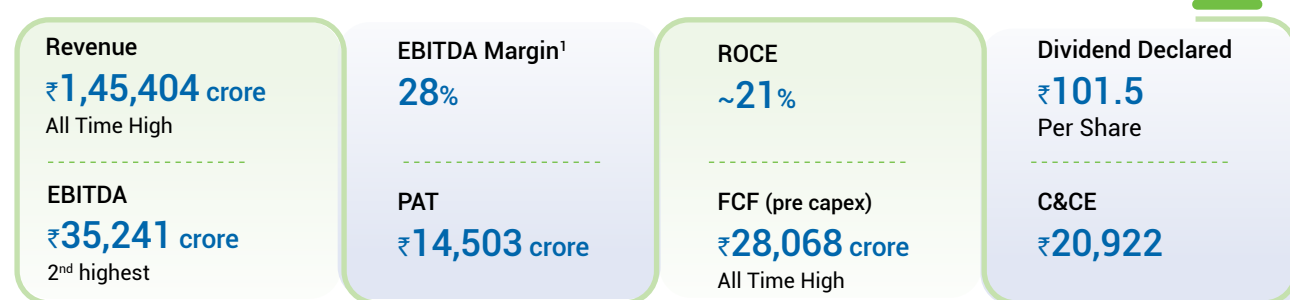 Revenue
₹1,45,404 crore
All Time High
EBITDA
₹35,241 crore
2nd highest
EBITDA Margin1
28%
PAT
₹14,503 crore
ROCE
~21%
FCF (pre capex)
₹28,068 crore
All Time High
Dividend Declared
₹101.5
Per Share
C&CE
₹20,922